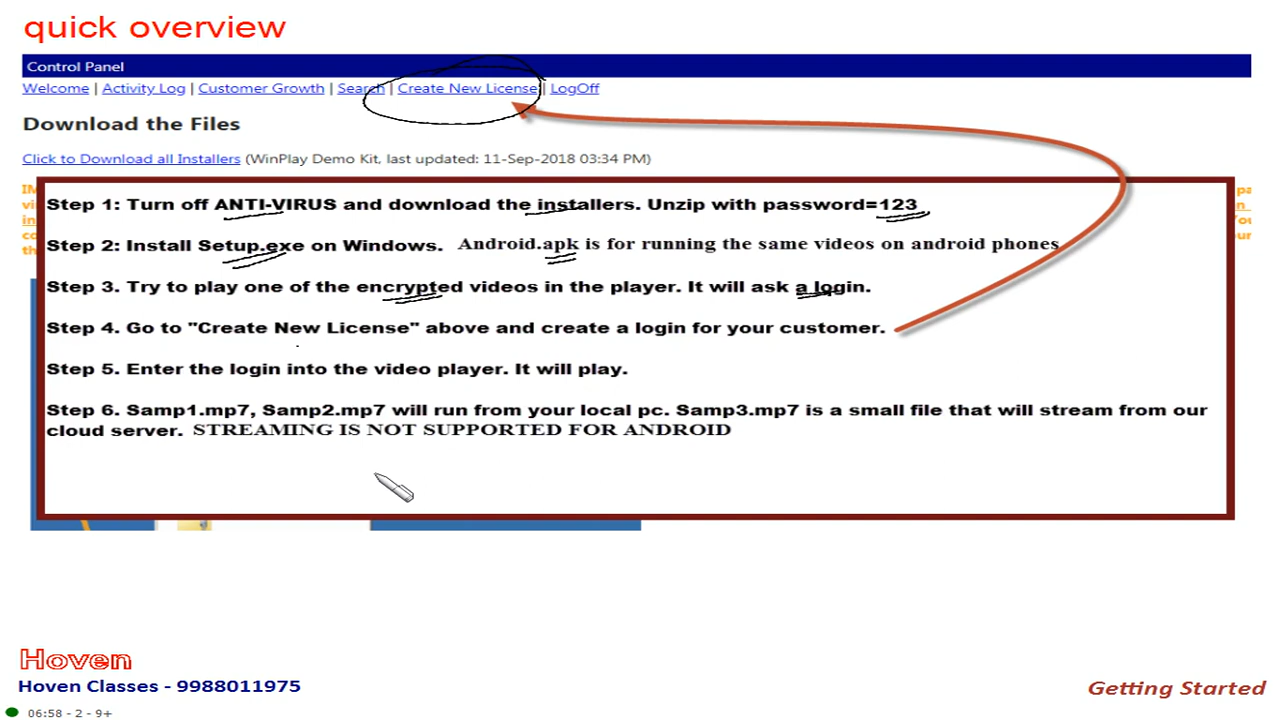 quick overview
Control Panel
Welcome | Activity Log | Customer Growth | Search | Create New License | LogOff
Download the Files
Click to Download all Installers (WinPlay Demo Kit, last updated: 11-Sep-2018 03:34 PM)
Step 1: Turn off ANTI-VIRUS and download the installers. Unzip with password=123
Step 2: Install Setup.exe on Windows. Android.apk is for running the same videos on android phones
Step 3. Try to play one of the encrypted videos in the player. It will ask a login.
Step 4. Go to "Create New License" above and create a login for your customer.
Step 5. Enter the login into the video player. It will play.
Step 6. Samp1.mp7, Samp2.mp7 will run from your local pc. Samp3.mp7 is a small file that will stream from our
cloud server. STREAMING IS NOT SUPPORTED FOR ANDROID
Hoven
Hoven Classes - 9988011975
Getting Started
06:58 - 2 - 9+